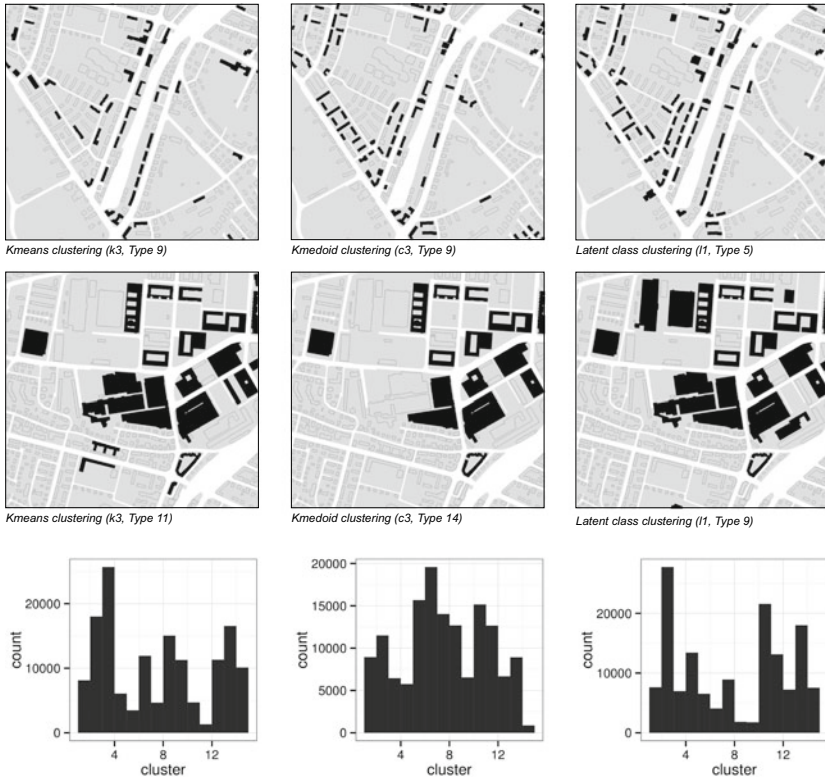 Kmeans clustering (k3, Type 9)
Kmedoid clustering (c3, Type 9)
Latent class clustering (l1, Type 5)
Kmeans clustering (k3, Type 11)
Kmedoid clustering (c3, Type 14)
Latent class clustering (l1, Type 9)
count
20000
10000
0
4
8
12
cluster
count
20000
15000
10000
5000
0
4
8
12
cluster
count
20000
10000
0
4
8
12
cluster